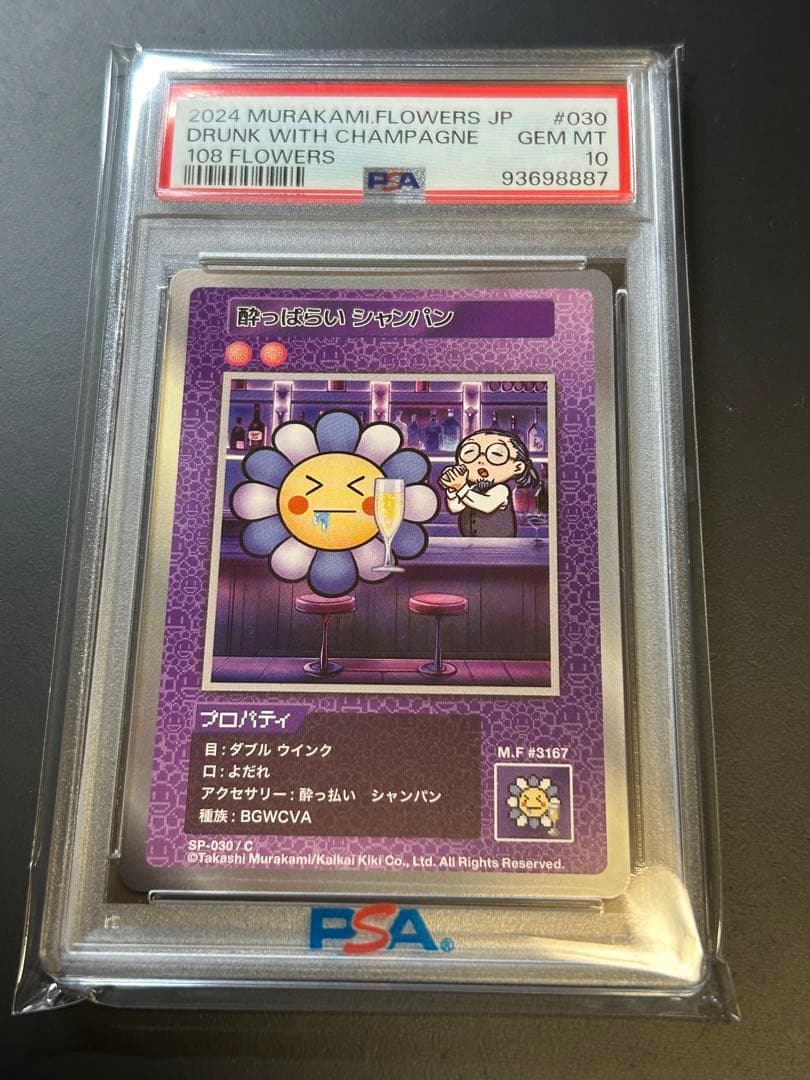 2024 MURAKAMI.FLOWERS JP #030
DRUNK WITH CHAMPAGNE GEM MT
108 FLOWERS 10
PSA 93698887
酔っぱらい シャンパン
プロパティ
目：ダブル ウインク
口：よだれ
アクセサリー：酔っ払い シャンパン
種族：BGWCVA
M.F #3167
SP-030 / C
©Takashi Murakami/Kaikai Kiki Co., Ltd. All Rights Reserved.
PSA®